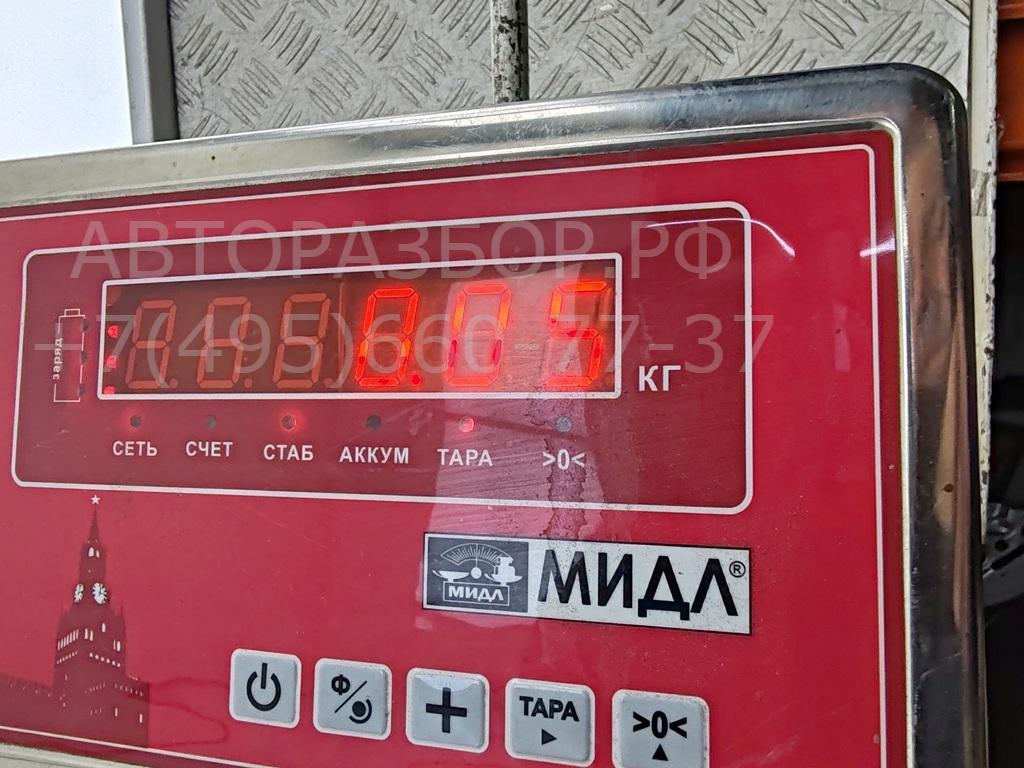 АВТОРАЗБОР.РФ
+7(495)660-77-37
заряд
0.05
КГ
СЕТЬ СЧЕТ СТАБ АККУМ ТАРА >0<
МИДЛ
МИДЛ®
Ф/
+
ТАРА
>0<